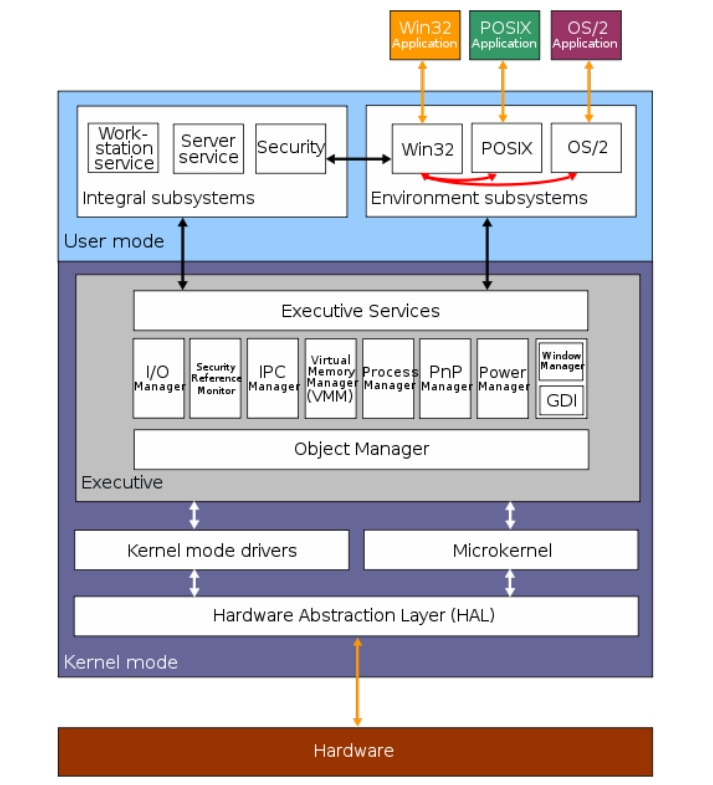 Win32
Application
POSIX
Application
OS/2
Application
Work-
station
service
Server
service
Security
Integral subsystems
Win32
POSIX
OS/2
Environment subsystems
User mode
Executive Services
I/O
Manager
Security
Reference
Monitor
IPC
Manager
Virtual
Memory
Manager
(VMM)
Process
Manager
PnP
Manager
Power
Manager
Window
Manager
GDI
Object Manager
Executive
Kernel mode drivers
Microkernel
Hardware Abstraction Layer (HAL)
Kernel mode
Hardware